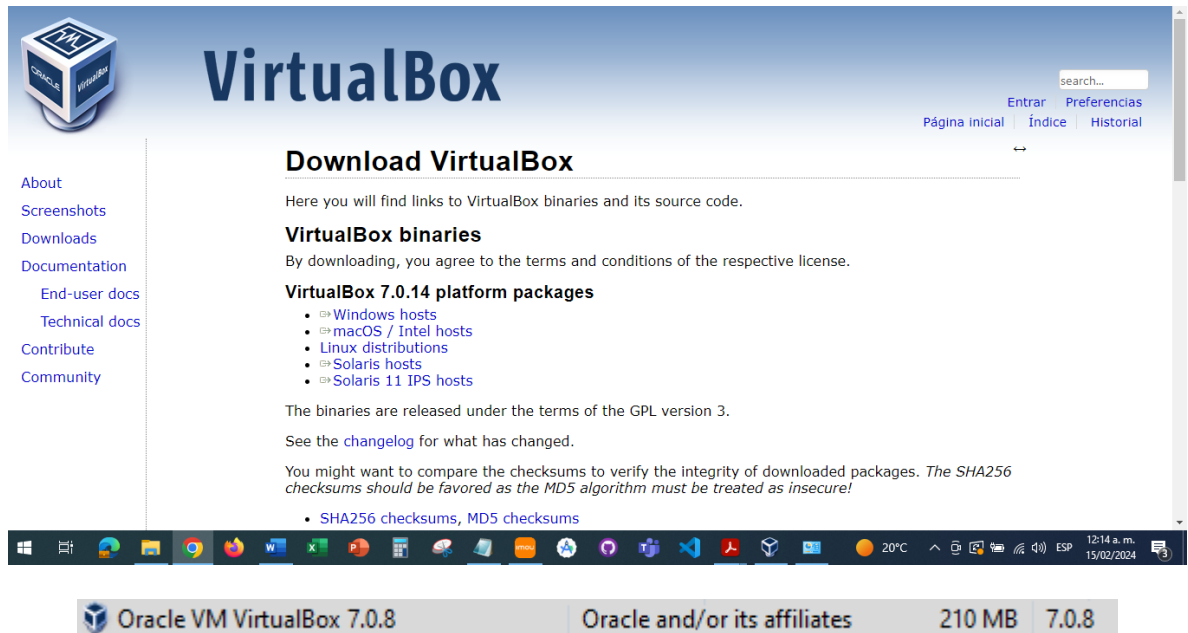 VirtualBox
search...
Entrar Preferencias
Página inicial Índice Historial
About
Screenshots
Downloads
Documentation
End-user docs
Technical docs
Contribute
Community
Download VirtualBox
Here you will find links to VirtualBox binaries and its source code.
VirtualBox binaries
By downloading, you agree to the terms and conditions of the respective license.
VirtualBox 7.0.14 platform packages
Windows hosts
macOS / Intel hosts
Linux distributions
Solaris hosts
Solaris 11 IPS hosts
The binaries are released under the terms of the GPL version 3.
See the changelog for what has changed.
You might want to compare the checksums to verify the integrity of downloaded packages. The SHA256
checksums should be favored as the MD5 algorithm must be treated as insecure!
SHA256 checksums, MD5 checksums
20°C ESP 12:14 a. m.
15/02/2024
Oracle VM VirtualBox 7.0.8 Oracle and/or its affiliates 210 MB 7.0.8